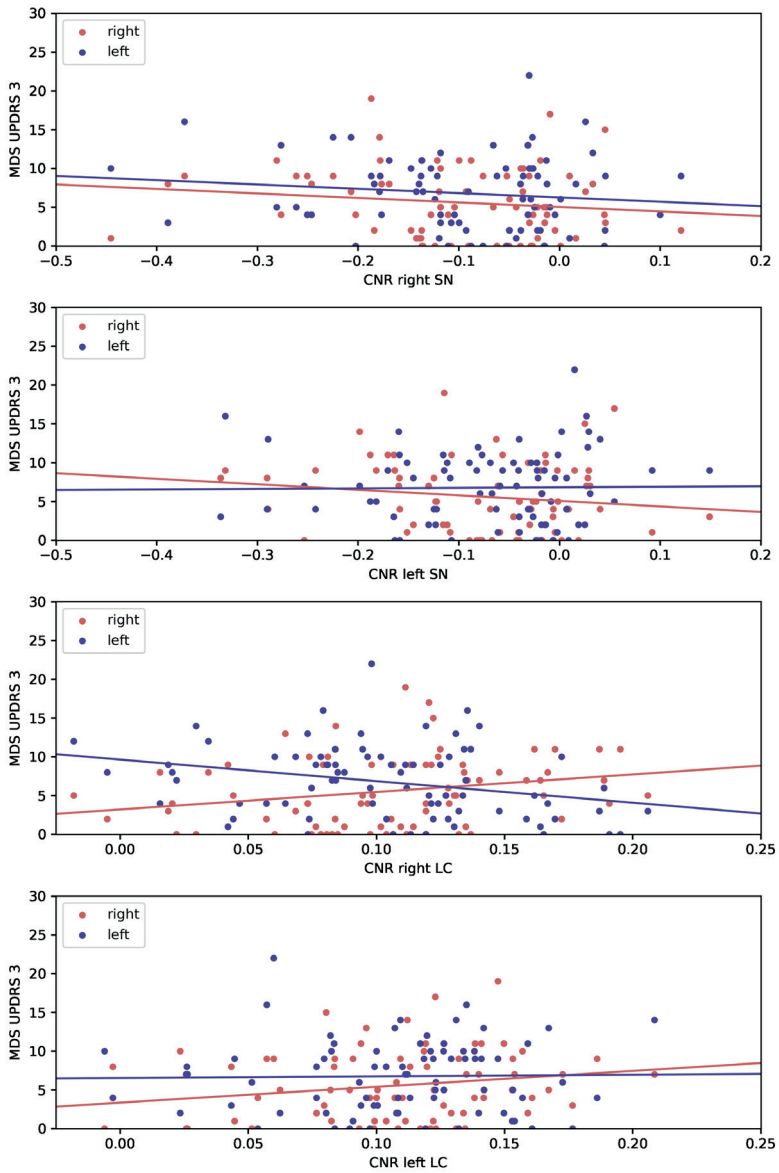 30
right
left
25
20
15
10
5
0
MDS UPDRS 3
−0.5 −0.4 −0.3 −0.2 −0.1 0.0 0.1 0.2
CNR right SN
30
right
left
25
20
15
10
5
0
MDS UPDRS 3
−0.5 −0.4 −0.3 −0.2 −0.1 0.0 0.1 0.2
CNR left SN
30
right
left
25
20
15
10
5
0
MDS UPDRS 3
0.00 0.05 0.10 0.15 0.20 0.25
CNR right LC
30
right
left
25
20
15
10
5
0
MDS UPDRS 3
0.00 0.05 0.10 0.15 0.20 0.25
CNR left LC